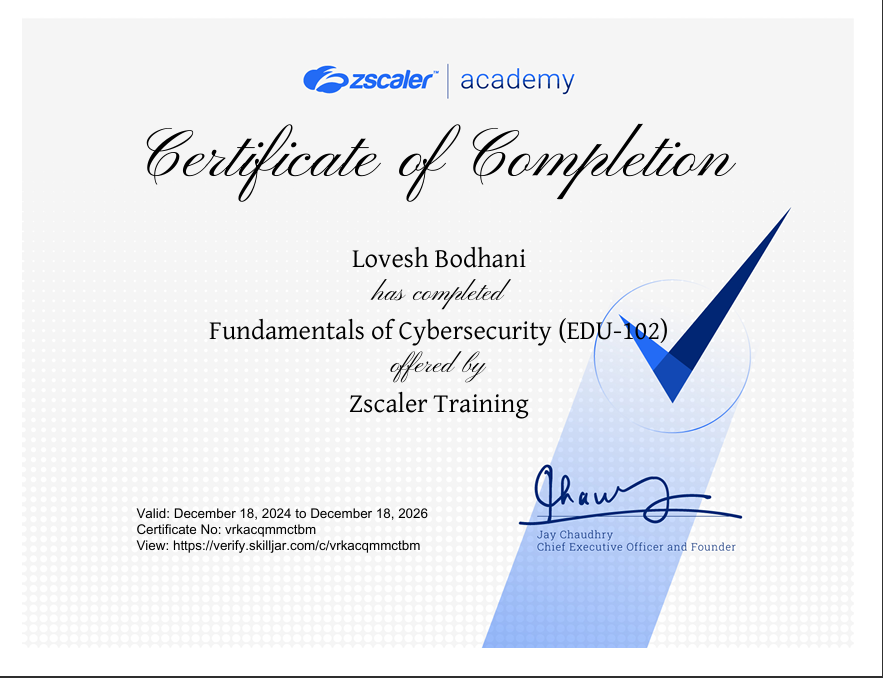 zscaler™ | academy
Certificate of Completion
Lovesh Bodhani
has completed
Fundamentals of Cybersecurity (EDU-102)
offered by
Zscaler Training
Valid: December 18, 2024 to December 18, 2026
Certificate No: vrkacqmmctbm
View: https://verify.skilljar.com/c/vrkacqmmctbm
Jay Chaudhry
Chief Executive Officer and Founder